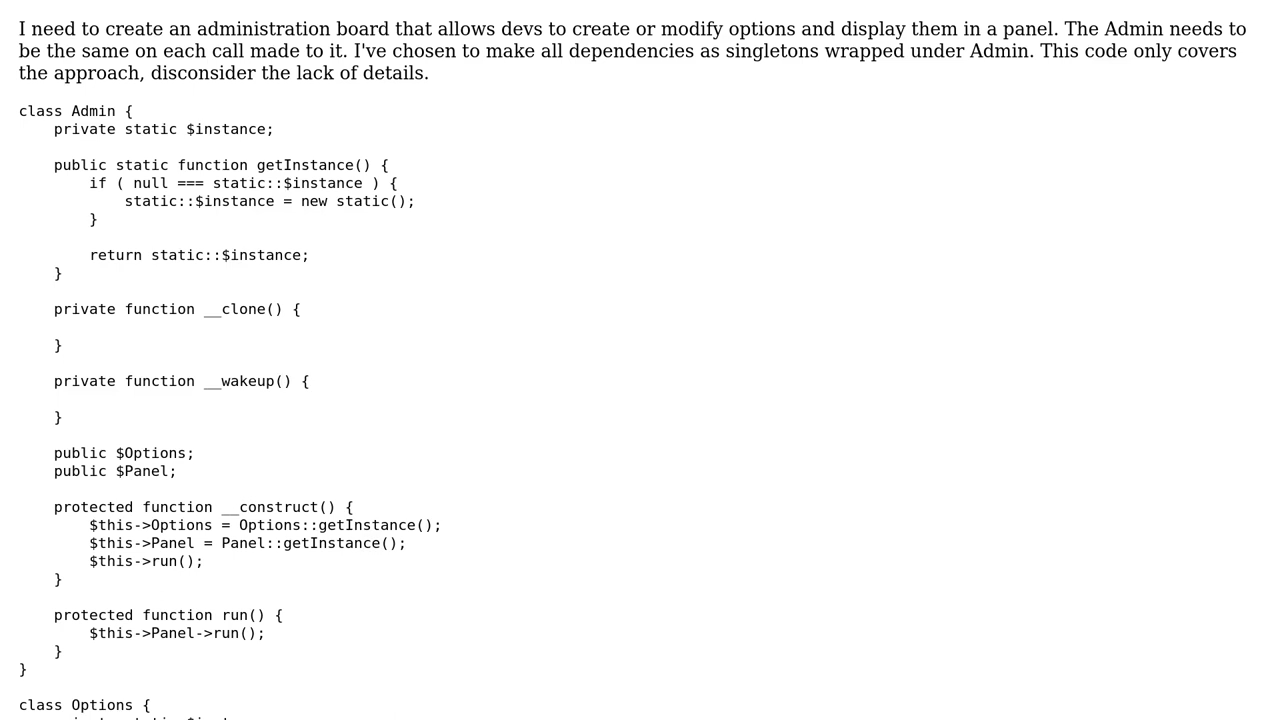 I need to create an administration board that allows devs to create or modify options and display them in a panel. The Admin needs to
be the same on each call made to it. I've chosen to make all dependencies as singletons wrapped under Admin. This code only covers
the approach, disconsider the lack of details.
class Admin {
    private static $instance;
    public static function getInstance() {
        if ( null === static::$instance ) {
            static::$instance = new static();
        }
        return static::$instance;
    }
    private function __clone() {
    }
    private function __wakeup() {
    }
    public $Options;
    public $Panel;
    protected function __construct() {
        $this->Options = Options::getInstance();
        $this->Panel = Panel::getInstance();
        $this->run();
    }
    protected function run() {
        $this->Panel->run();
    }
}
class Options {